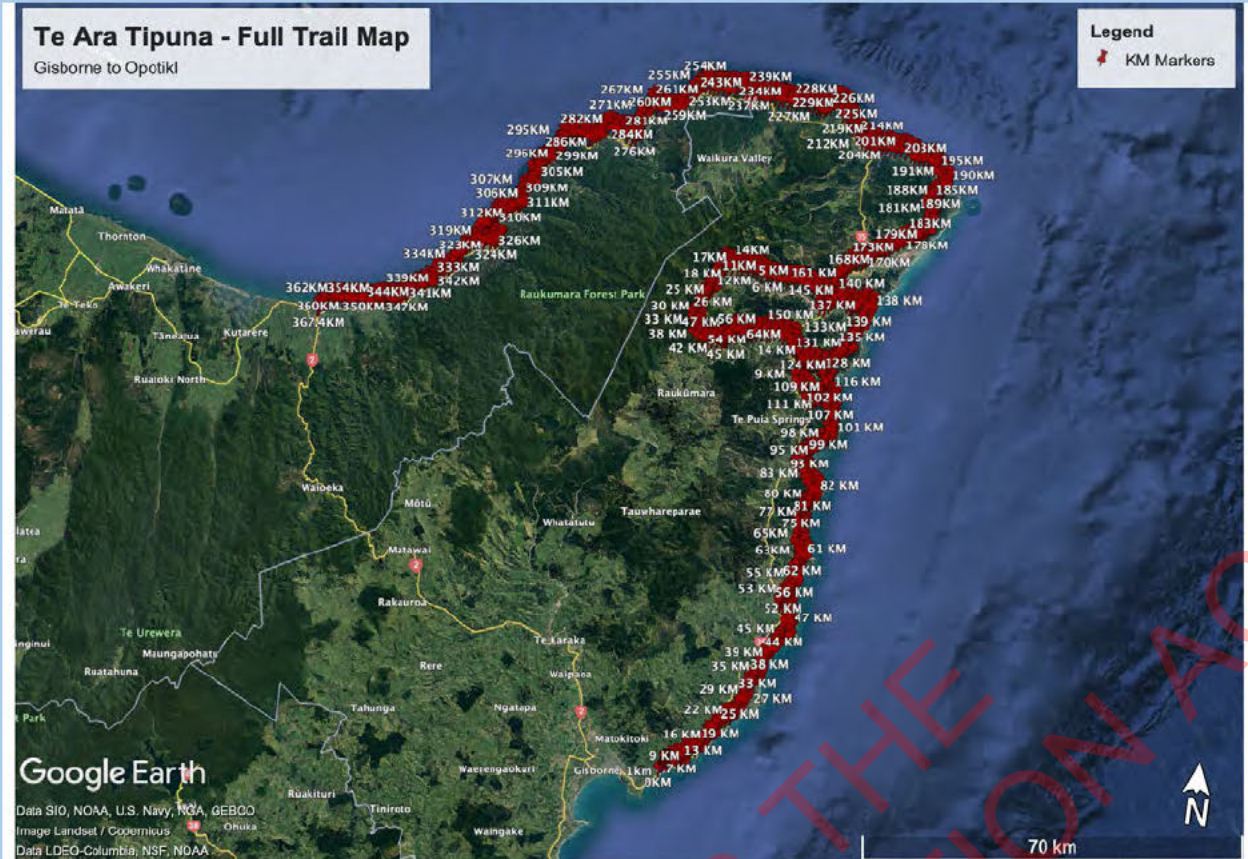 Te Ara Tipuna - Full Trail Map
Gisborne to Opotiki
Legend
KM Markers
254KM
255KM
243KM
239KM
267KM
261KM
234KM
228KM
271KM
260KM
253KM
237KM
229KM
226KM
282KM
281KM
259KM
227KM
225KM
295KM
284KM
219KM
214KM
286KM
276KM
212KM
201KM
203KM
296KM
299KM
Waikura Valley
204KM
195KM
305KM
191KM
190KM
307KM
309KM
188KM
185KM
306KM
311KM
181KM
189KM
312KM
310KM
183KM
319KM
326KM
179KM
178KM
323KM
324KM
35
173KM
334KM
333KM
168KM
170KM
339KM
342KM
14KM
17KM
11KM
5 KM
161 KM
18 KM
12KM
6 KM
145 KM
140 KM
362KM
354KM
344KM
341KM
25 KM
26 KM
137 KM
138 KM
360KM
350KM
347KM
30 KM
150 KM
367.4KM
33 KM
47 KM
56 KM
133KM
139 KM
38 KM
54 KM
64KM
131 KM
135 KM
42 KM
45 KM
14 KM
124 KM
128 KM
9 KM
109 KM
116 KM
111 KM
102 KM
107 KM
98 KM
101 KM
95 KM
99 KM
93 KM
83 KM
82 KM
80 KM
81 KM
77 KM
75 KM
65KM
63KM
61 KM
55 KM
62 KM
53 KM
56 KM
52 KM
47 KM
45 KM
44 KM
39 KM
35 KM
38 KM
33 KM
29 KM
27 KM
22 KM
25 KM
16 KM
19 KM
13 KM
9 KM
7 KM
1km
0KM
Matatā
Thornton
Whakatane
Awakeri
Te Teko
Tāneatua
Kutarere
Ruatoki North
2
Raukumara Forest Park
Raukūmara
Te Puia Springs
Waioeka
Mōtū
Whatatutu
Tauwhareparae
Matawai
2
Rakauroa
Te Urewera
Maungapohatu
Ruatahuna
Te Karaka
Rere
Waipaoa
Tahunga
Ngatapa
2
Matokitoki
Waerengaokuri
Gisborne
Ruakituri
Tiniroto
Waingake
Ohuka
38
t Park
Google Earth
Data SIO, NOAA, U.S. Navy, NGA, GEBCO
Image Landsat / Copernicus
Data LDEO-Columbia, NSF, NOAA
N
70 km
THE